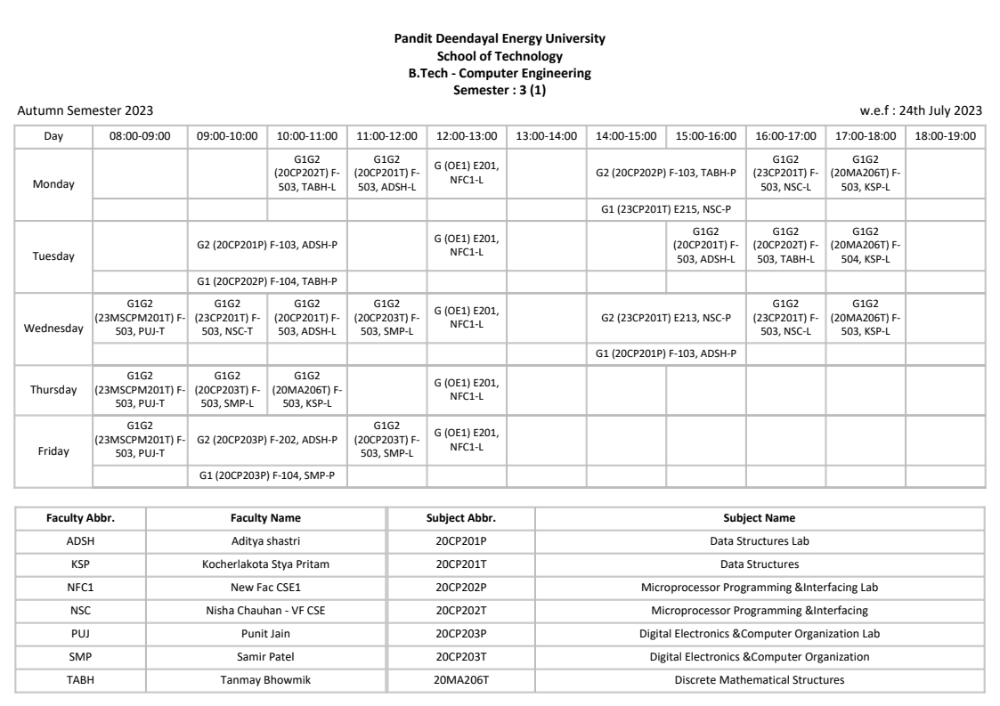 Pandit Deendayal Energy University
School of Technology
B.Tech - Computer Engineering
Semester : 3 (1)
Autumn Semester 2023 w.e.f : 24th July 2023
Day 08:00-09:00 09:00-10:00 10:00-11:00 11:00-12:00 12:00-13:00 13:00-14:00 14:00-15:00 15:00-16:00 16:00-17:00 17:00-18:00 18:00-19:00
Monday
G1G2
(20CP202T) F-
503, TABH-L
G1G2
(20CP201T) F-
503, ADSH-L
G (OE1) E201,
NFC1-L
G2 (20CP202P) F-103, TABH-P
G1G2
(23CP201T) F-
503, NSC-L
G1G2
(20MA206T) F-
503, KSP-L
G1 (23CP201T) E215, NSC-P
Tuesday
G2 (20CP201P) F-103, ADSH-P
G (OE1) E201,
NFC1-L
G1G2
(20CP201T) F-
503, ADSH-L
G1G2
(20CP202T) F-
503, TABH-L
G1G2
(20MA206T) F-
504, KSP-L
G1 (20CP202P) F-104, TABH-P
Wednesday
G1G2
(23MSCPM201T) F-
503, PUJ-T
G1G2
(23CP201T) F-
503, NSC-T
G1G2
(20CP201T) F-
503, ADSH-L
G1G2
(20CP203T) F-
503, SMP-L
G (OE1) E201,
NFC1-L
G2 (23CP201T) E213, NSC-P
G1G2
(23CP201T) F-
503, NSC-L
G1G2
(20MA206T) F-
503, KSP-L
G1 (20CP201P) F-103, ADSH-P
Thursday
G1G2
(23MSCPM201T) F-
503, PUJ-T
G1G2
(20CP203T) F-
503, SMP-L
G1G2
(20MA206T) F-
503, KSP-L
G (OE1) E201,
NFC1-L
Friday
G1G2
(23MSCPM201T) F-
503, PUJ-T
G2 (20CP203P) F-202, ADSH-P
G1G2
(20CP203T) F-
503, SMP-L
G (OE1) E201,
NFC1-L
G1 (20CP203P) F-104, SMP-P
Faculty Abbr. Faculty Name Subject Abbr. Subject Name
ADSH Aditya shastri 20CP201P Data Structures Lab
KSP Kocherlakota Stya Pritam 20CP201T Data Structures
NFC1 New Fac CSE1 20CP202P Microprocessor Programming &Interfacing Lab
NSC Nisha Chauhan - VF CSE 20CP202T Microprocessor Programming &Interfacing
PUJ Punit Jain 20CP203P Digital Electronics &Computer Organization Lab
SMP Samir Patel 20CP203T Digital Electronics &Computer Organization
TABH Tanmay Bhowmik 20MA206T Discrete Mathematical Structures